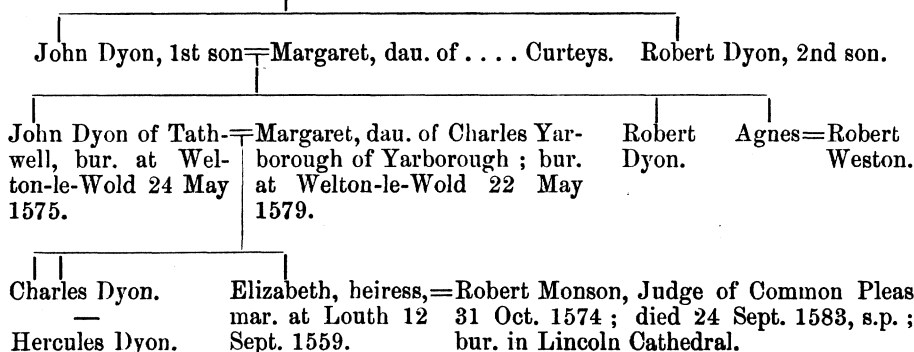 John Dyon, 1st son=Margaret, dau. of .... Curteys. Robert Dyon, 2nd son.
John Dyon of Tath-
well, bur. at Wel-
ton-le-Wold 24 May
1575.
=Margaret, dau. of Charles Yar-
borough of Yarborough ; bur.
at Welton-le-Wold 22 May
1579.
Robert
Dyon.
Agnes=Robert
Weston.
Charles Dyon.
—
Hercules Dyon.
Elizabeth, heiress,
mar. at Louth 12
Sept. 1559.
=Robert Monson, Judge of Common Pleas
31 Oct. 1574 ; died 24 Sept. 1583, s.p. ;
bur. in Lincoln Cathedral.